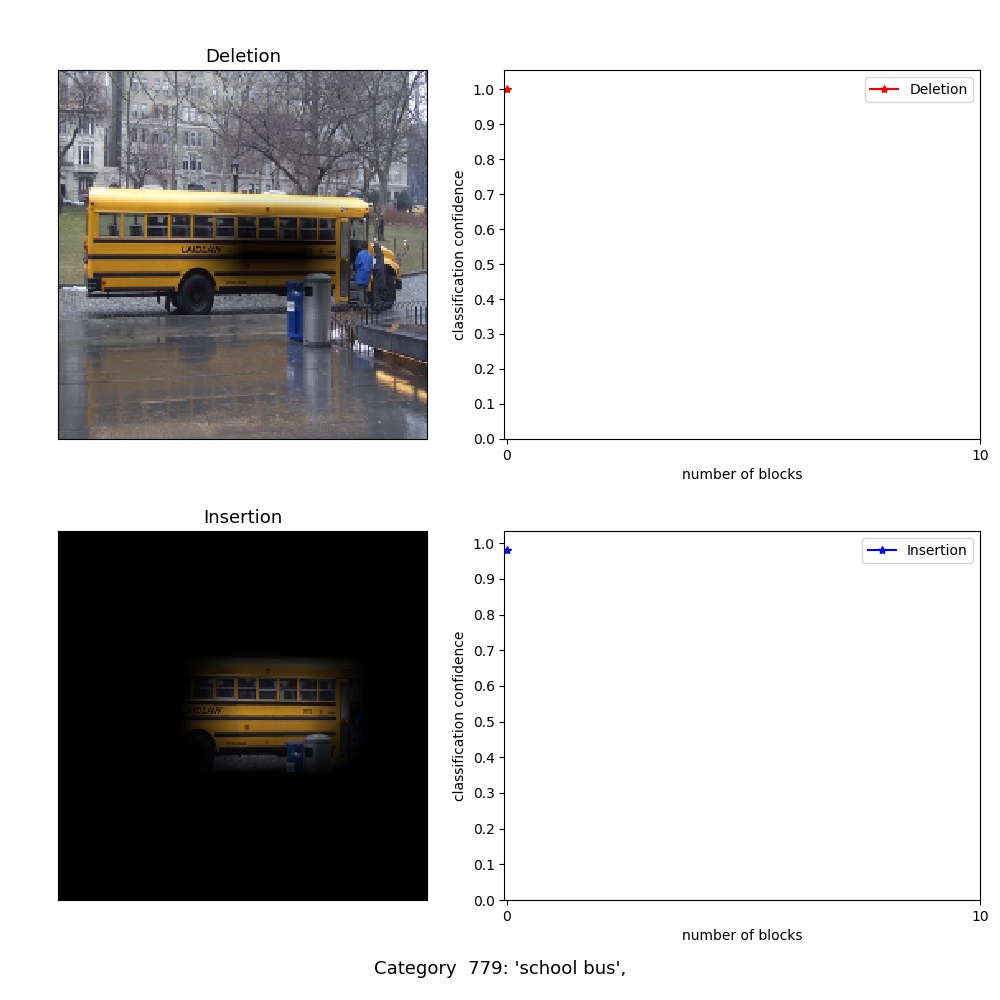 Deletion
LAIDLAW
1.0
0.9
0.8
0.7
0.6
0.5
0.4
0.3
0.2
0.1
0.0
classification confidence
Deletion
0 10
number of blocks
Insertion
LAIDLAW
1.0
0.9
0.8
0.7
0.6
0.5
0.4
0.3
0.2
0.1
0.0
classification confidence
Insertion
0 10
number of blocks
Category 779: 'school bus',